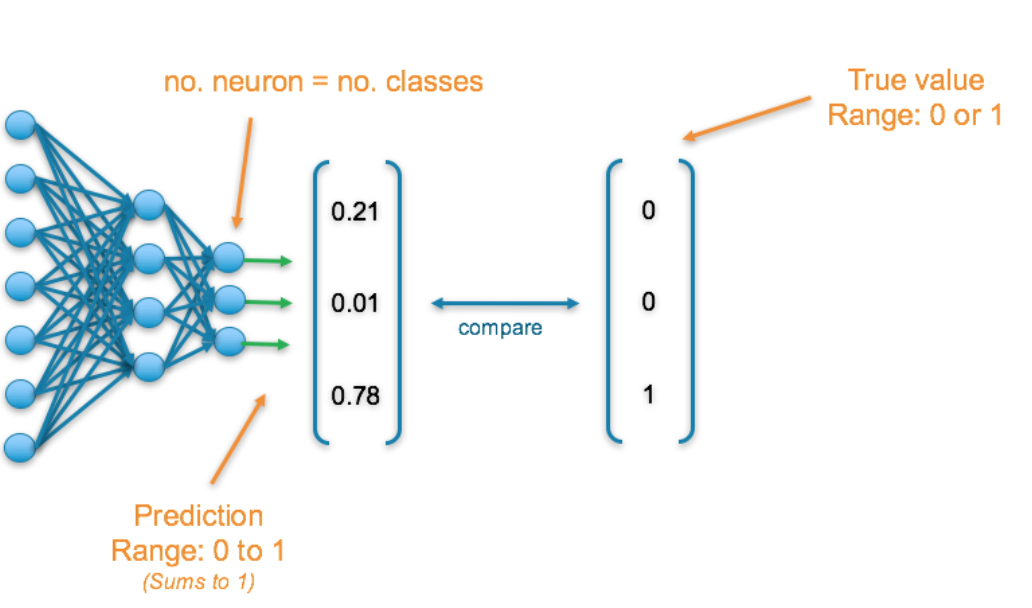 no. neuron = no. classes
True value
Range: 0 or 1
0.21
0
0.01
compare
0
0.78
1
Prediction
Range: 0 to 1
(Sums to 1)